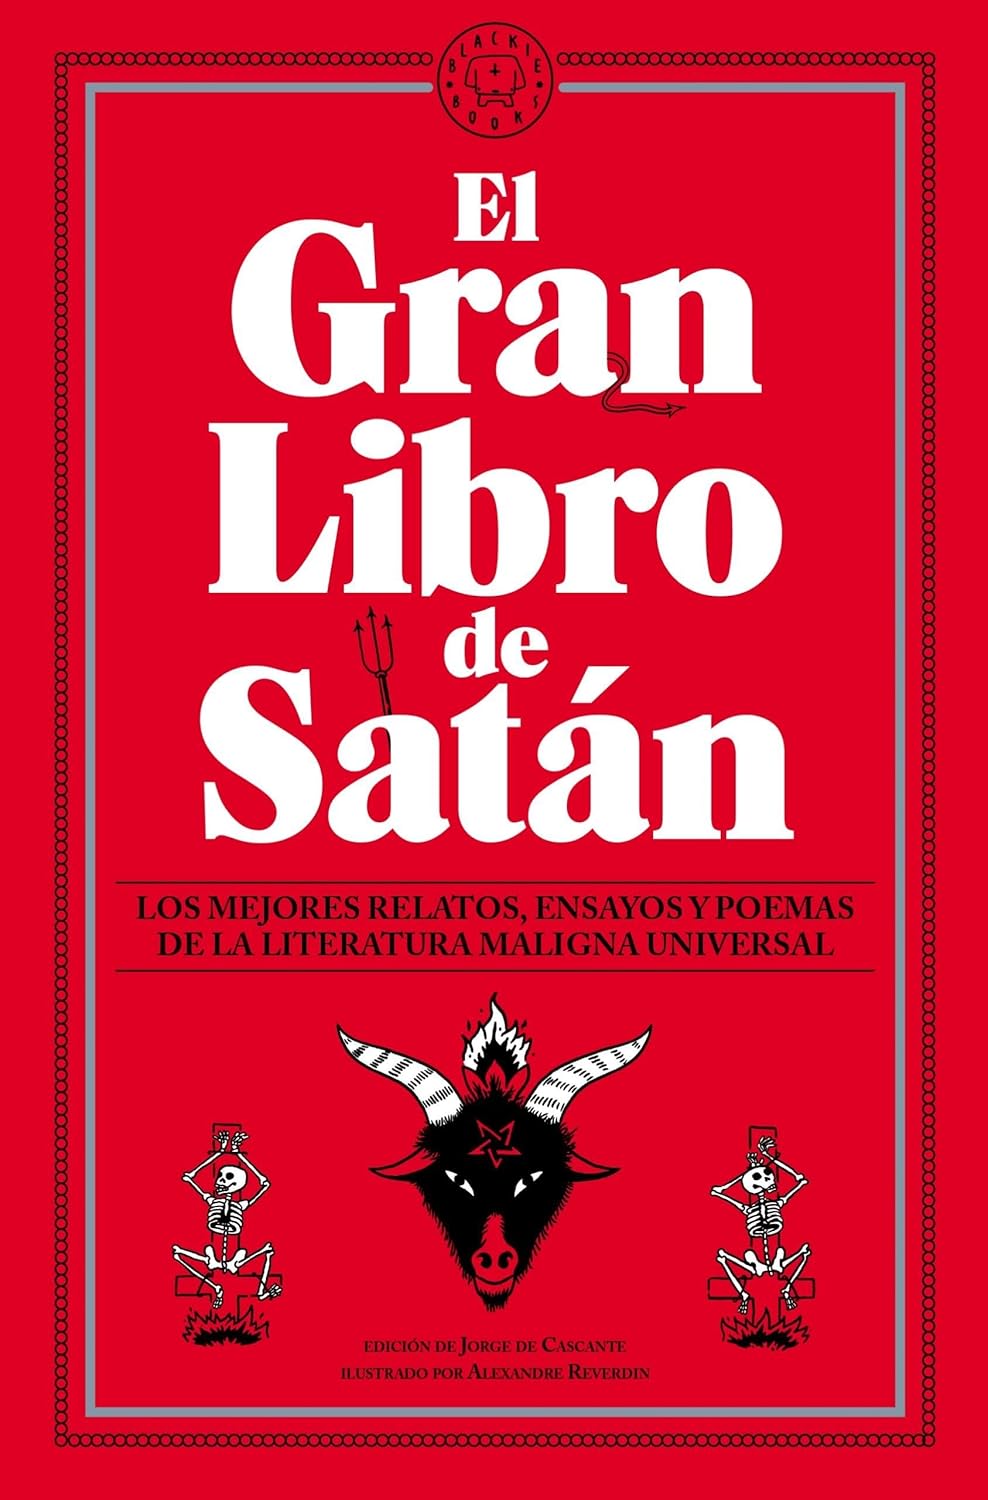 BLACKIE
BOOKS
El
Gran
Libro
de
Satán
LOS MEJORES RELATOS, ENSAYOS Y POEMAS
DE LA LITERATURA MALIGNA UNIVERSAL
EDICIÓN DE JORGE DE CASCANTE
ILUSTRADO POR ALEXANDRE REVERDIN